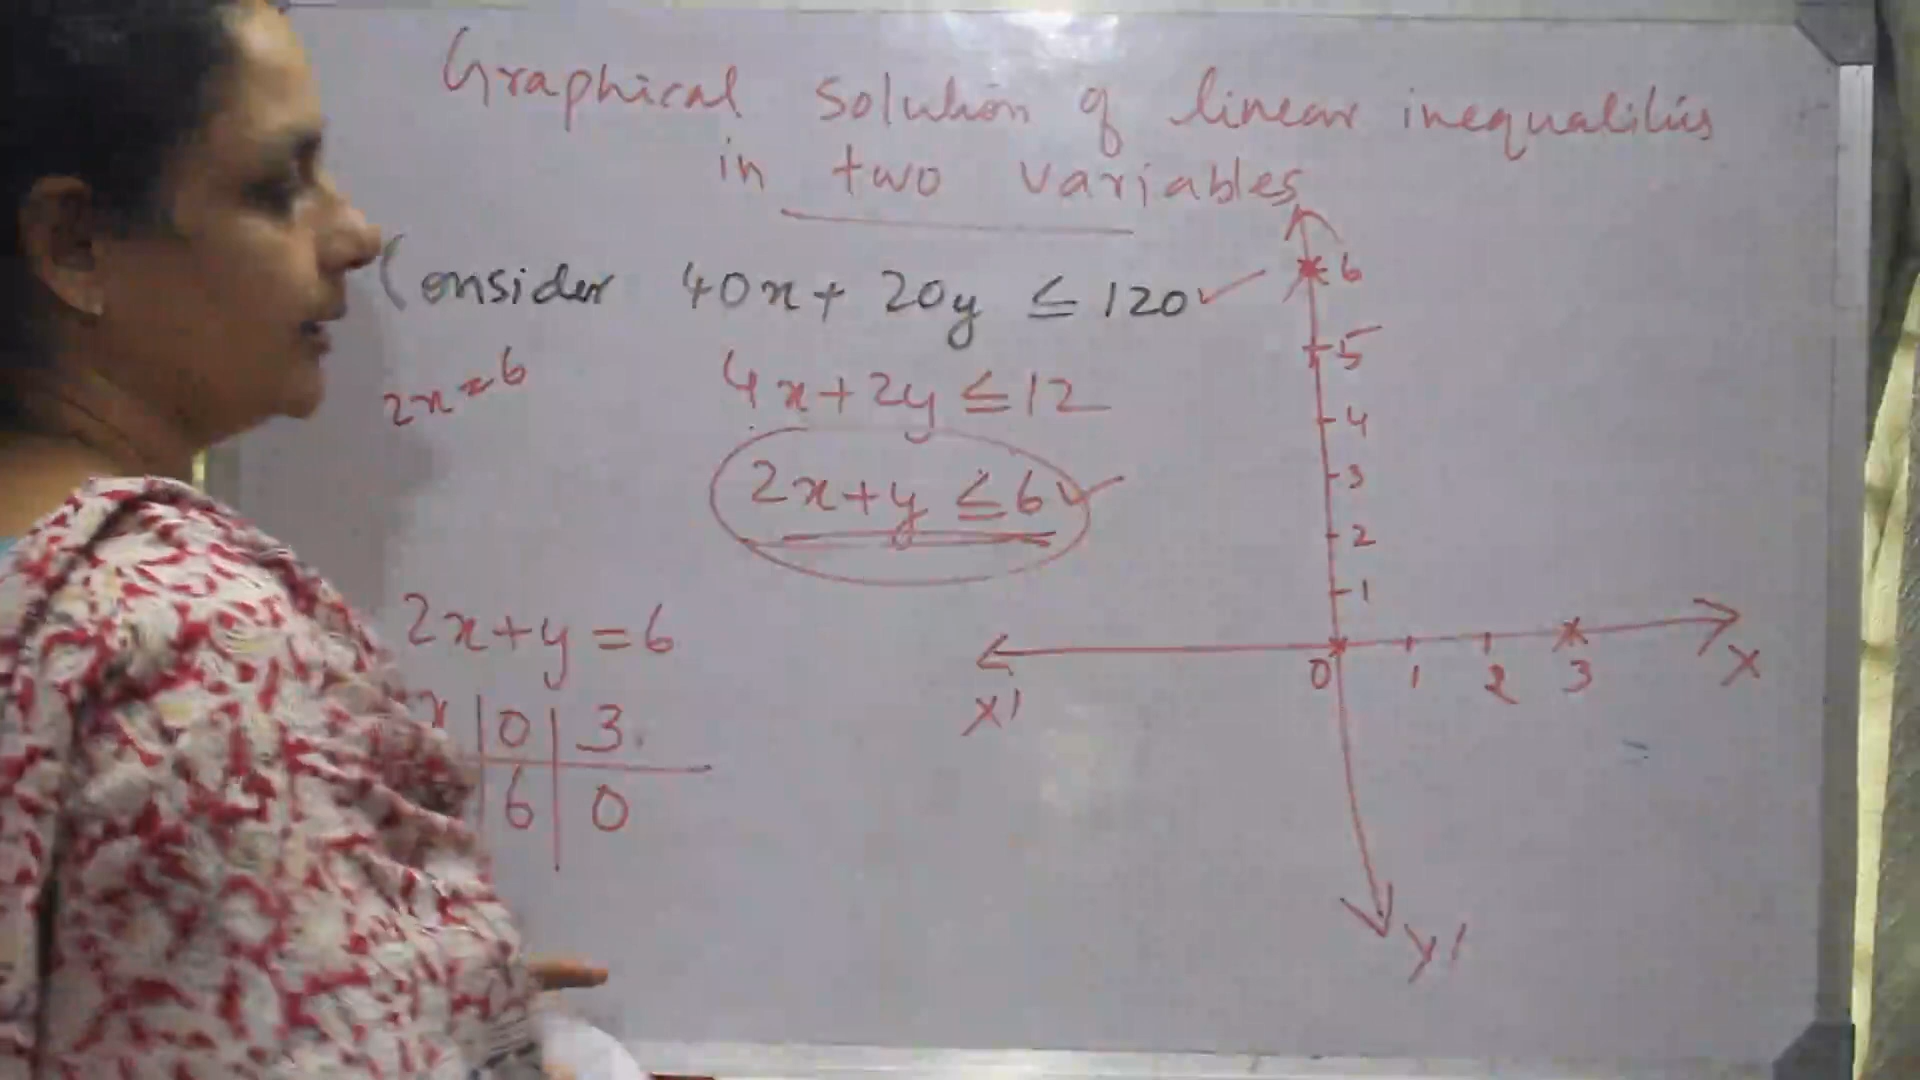 Graphical solution of linear inequalities
in two variables
Consider 40x + 20y ≤ 120 ✓
4x + 2y ≤ 12
2x = 6
2x + y ≤ 6 ✓
2x + y = 6
x | 0 | 3
6 | 0
6
5
4
3
2
1
X' 0 1 2 3 X
Y'